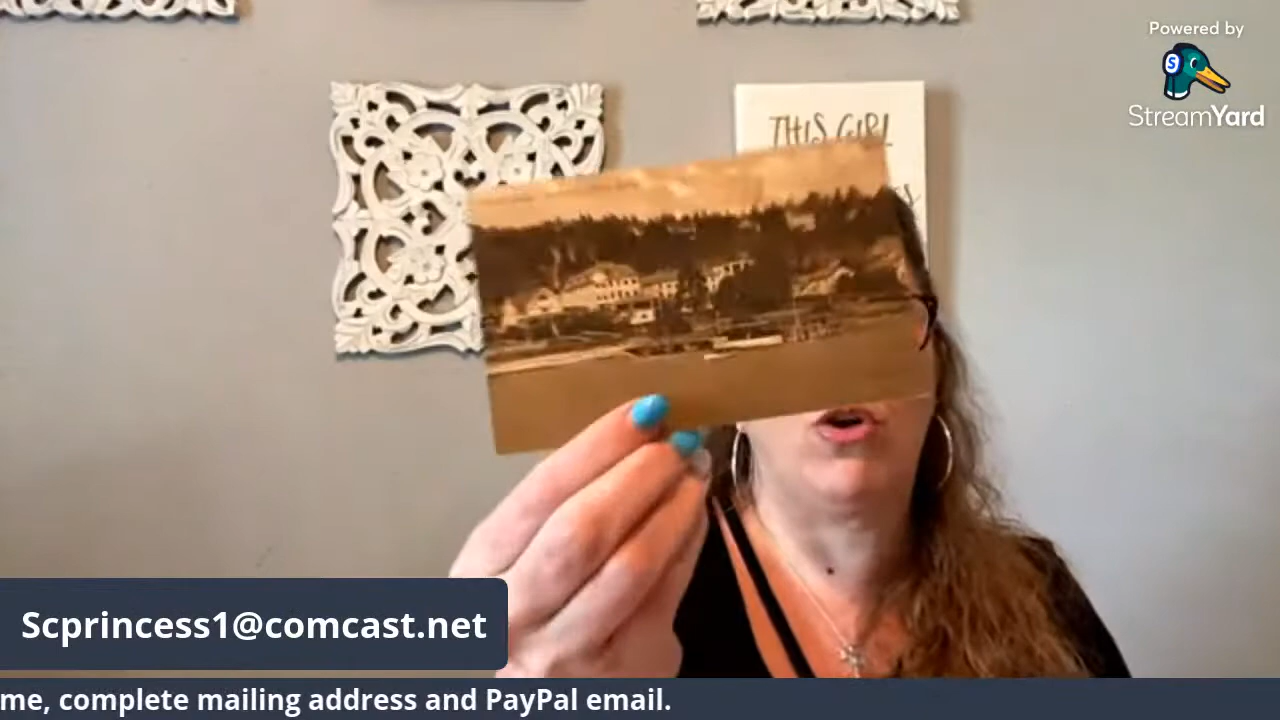 Powered by
StreamYard
THIS GIRL
Scprincess1@comcast.net
me, complete mailing address and PayPal email.